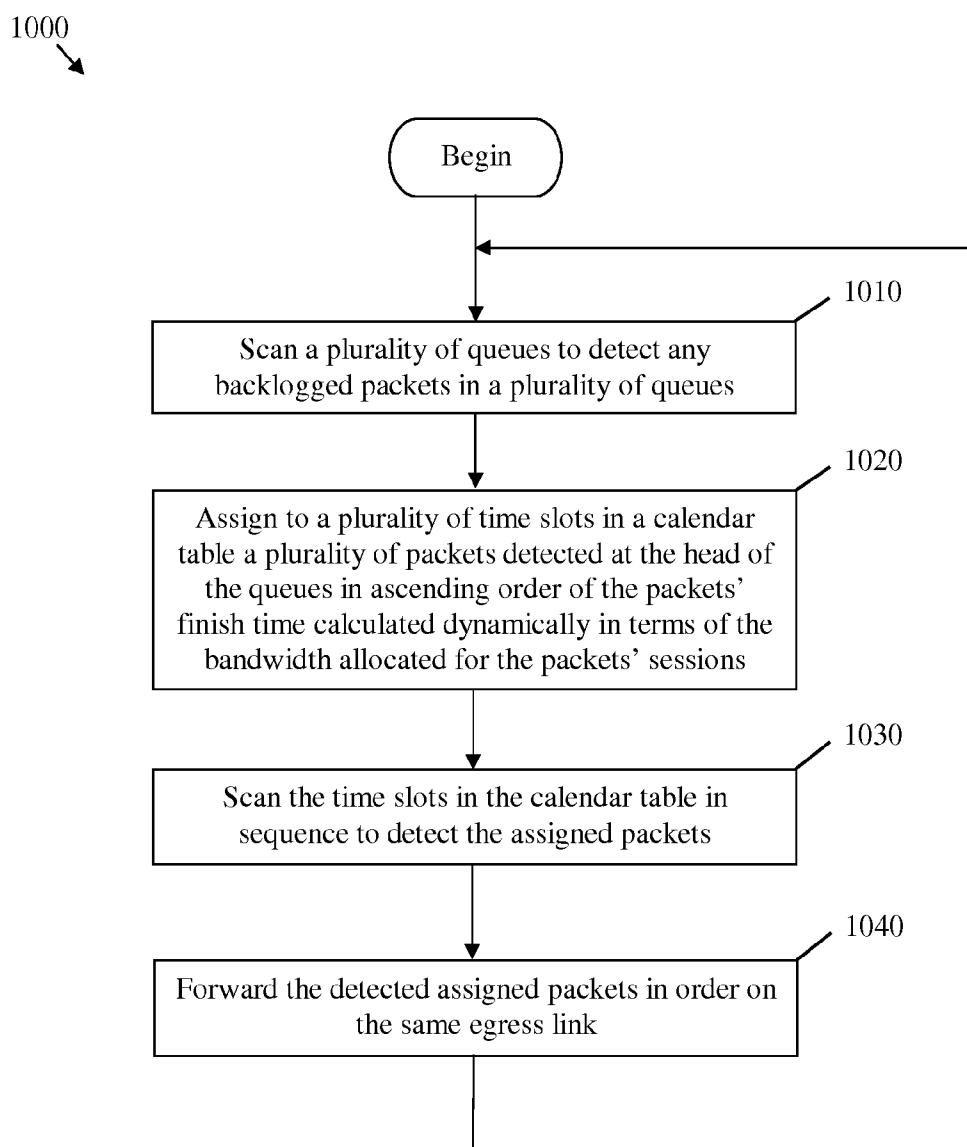 1000
Begin
1010
Scan a plurality of queues to detect any
backlogged packets in a plurality of queues
1020
Assign to a plurality of time slots in a calendar
table a plurality of packets detected at the head of
the queues in ascending order of the packets’
finish time calculated dynamically in terms of the
bandwidth allocated for the packets’ sessions
1030
Scan the time slots in the calendar table in
sequence to detect the assigned packets
1040
Forward the detected assigned packets in order on
the same egress link